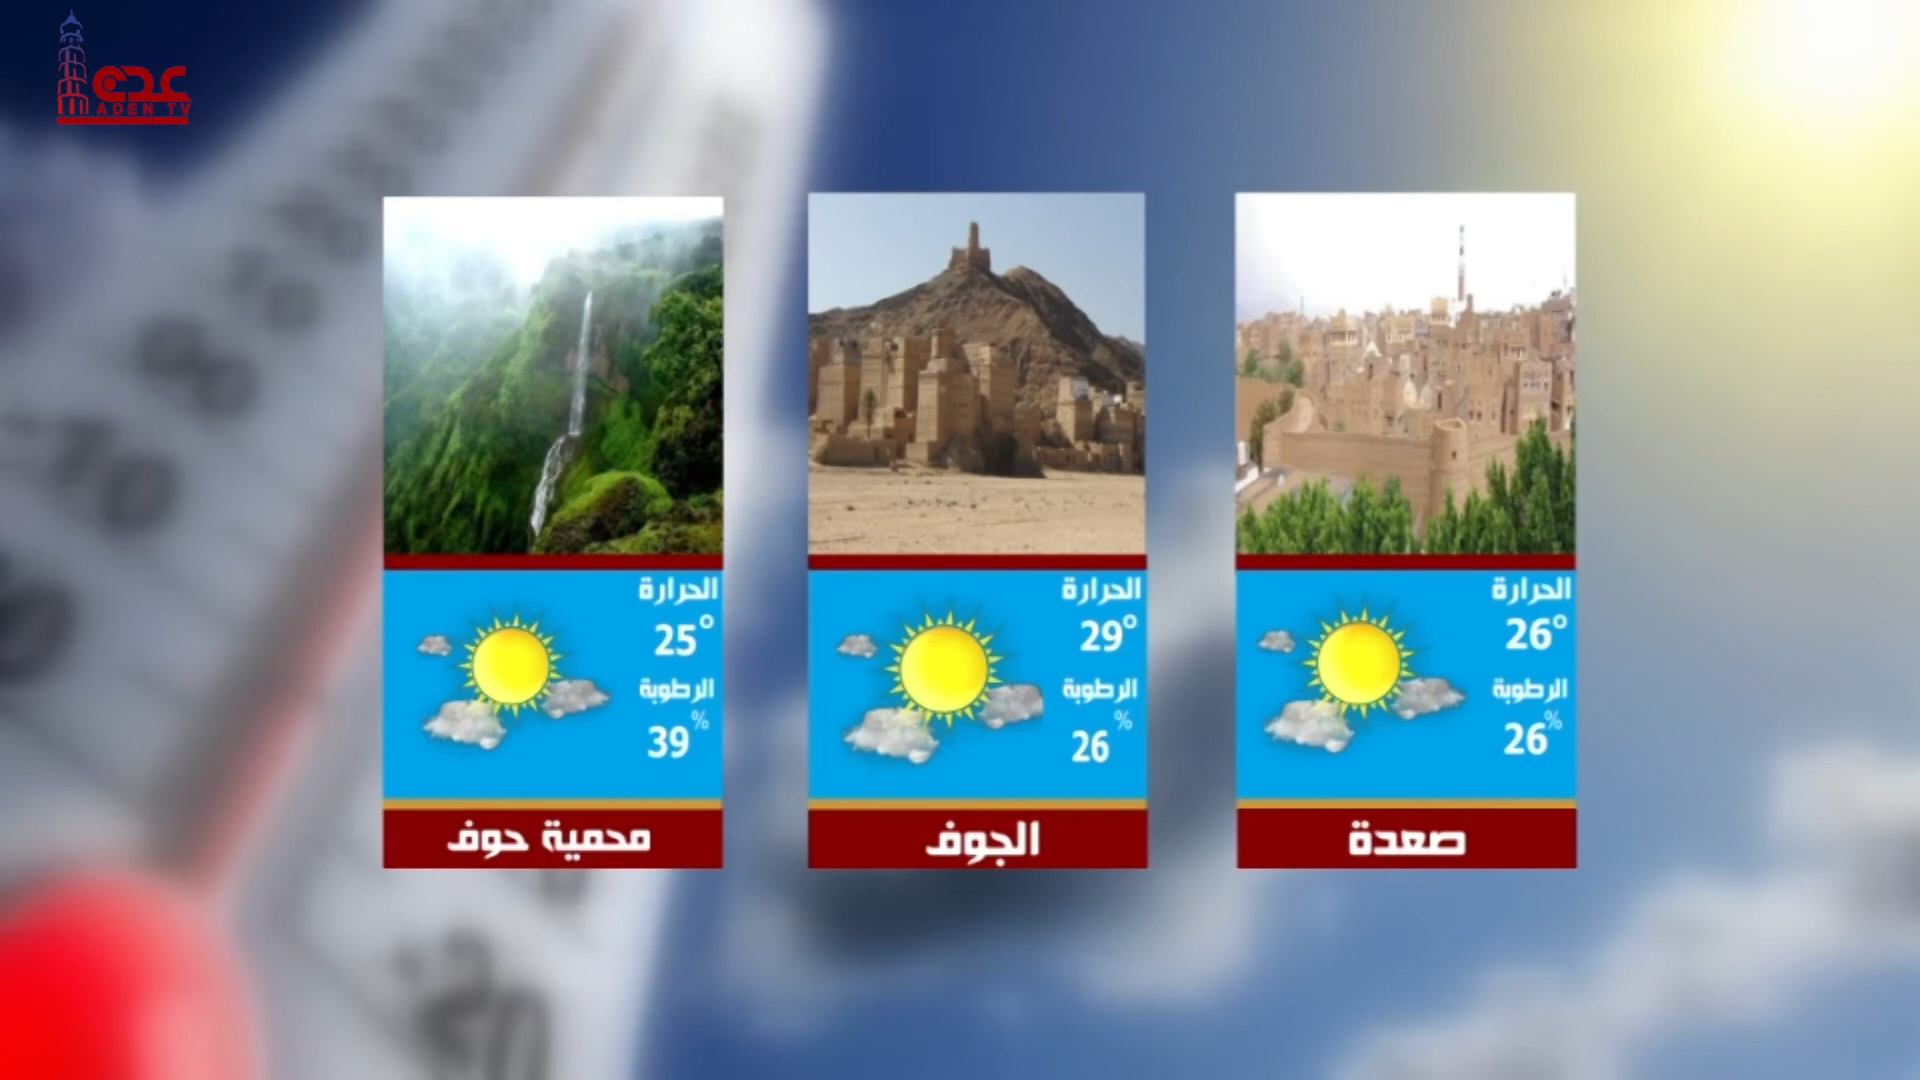 عدن
ADEN TV
الحرارة
26°
الرطوبة
26%
صعدة
الحرارة
29°
الرطوبة
26%
الجوف
الحرارة
25°
الرطوبة
39%
محمية حوف